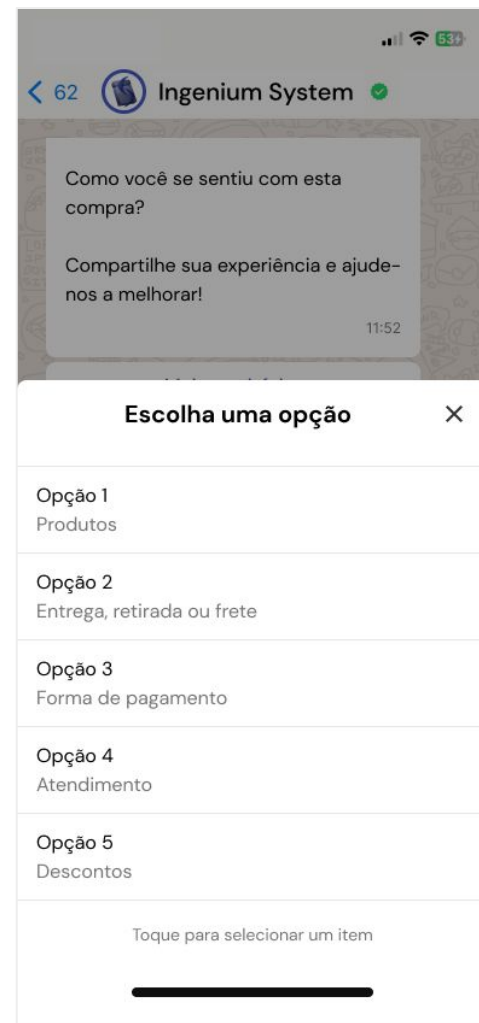 53
62 Ingenium System
Como você se sentiu com esta
compra?
Compartilhe sua experiência e ajude-
nos a melhorar!
11:52
Escolha uma opção
Opção 1
Produtos
Opção 2
Entrega, retirada ou frete
Opção 3
Forma de pagamento
Opção 4
Atendimento
Opção 5
Descontos
Toque para selecionar um item